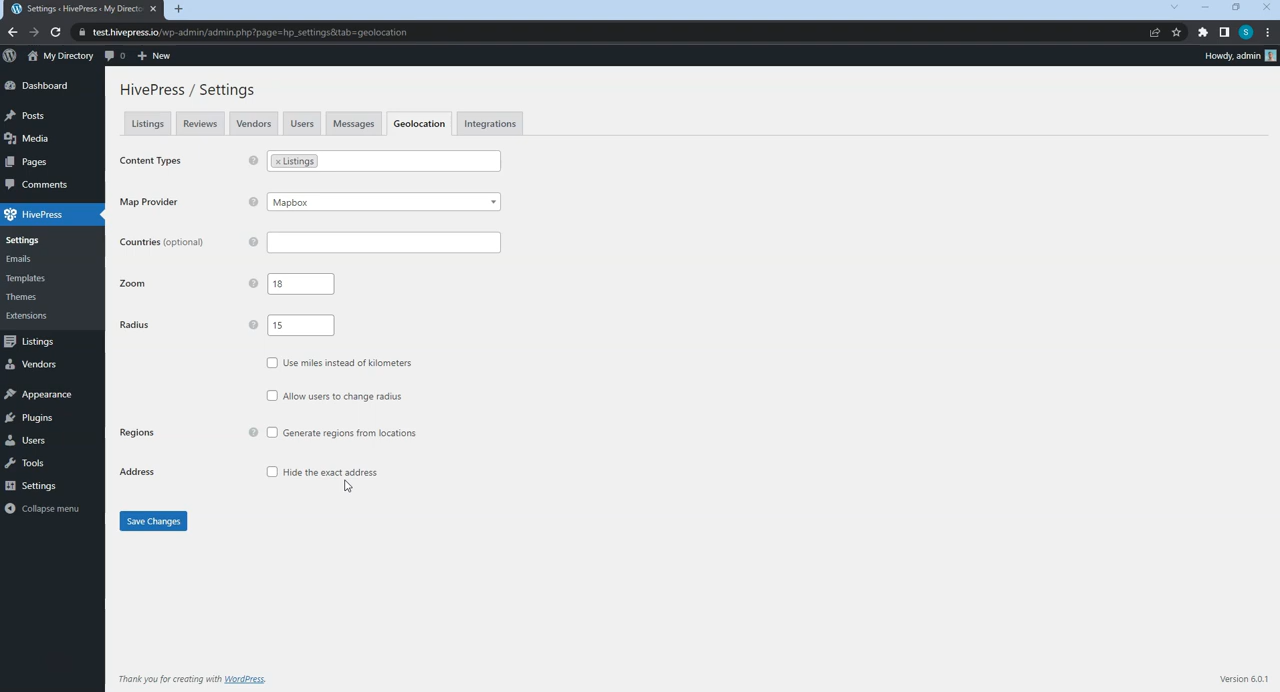 Settings ‹ HivePress ‹ My Directo
test.hivepress.io/wp-admin/admin.php?page=hp_settings&tab=geolocation
S
My Directory 0 New
Howdy, admin
Dashboard
Posts
Media
Pages
Comments
HivePress
Settings
Emails
Templates
Themes
Extensions
Listings
Vendors
Appearance
Plugins
Users
Tools
Settings
Collapse menu
HivePress / Settings
Listings Reviews Vendors Users Messages Geolocation Integrations
Content Types ? × Listings
Map Provider ? Mapbox
Countries (optional) ?
Zoom ? 18
Radius ? 15
Use miles instead of kilometers
Allow users to change radius
Regions ? Generate regions from locations
Address Hide the exact address
Save Changes
Thank you for creating with WordPress.
Version 6.0.1